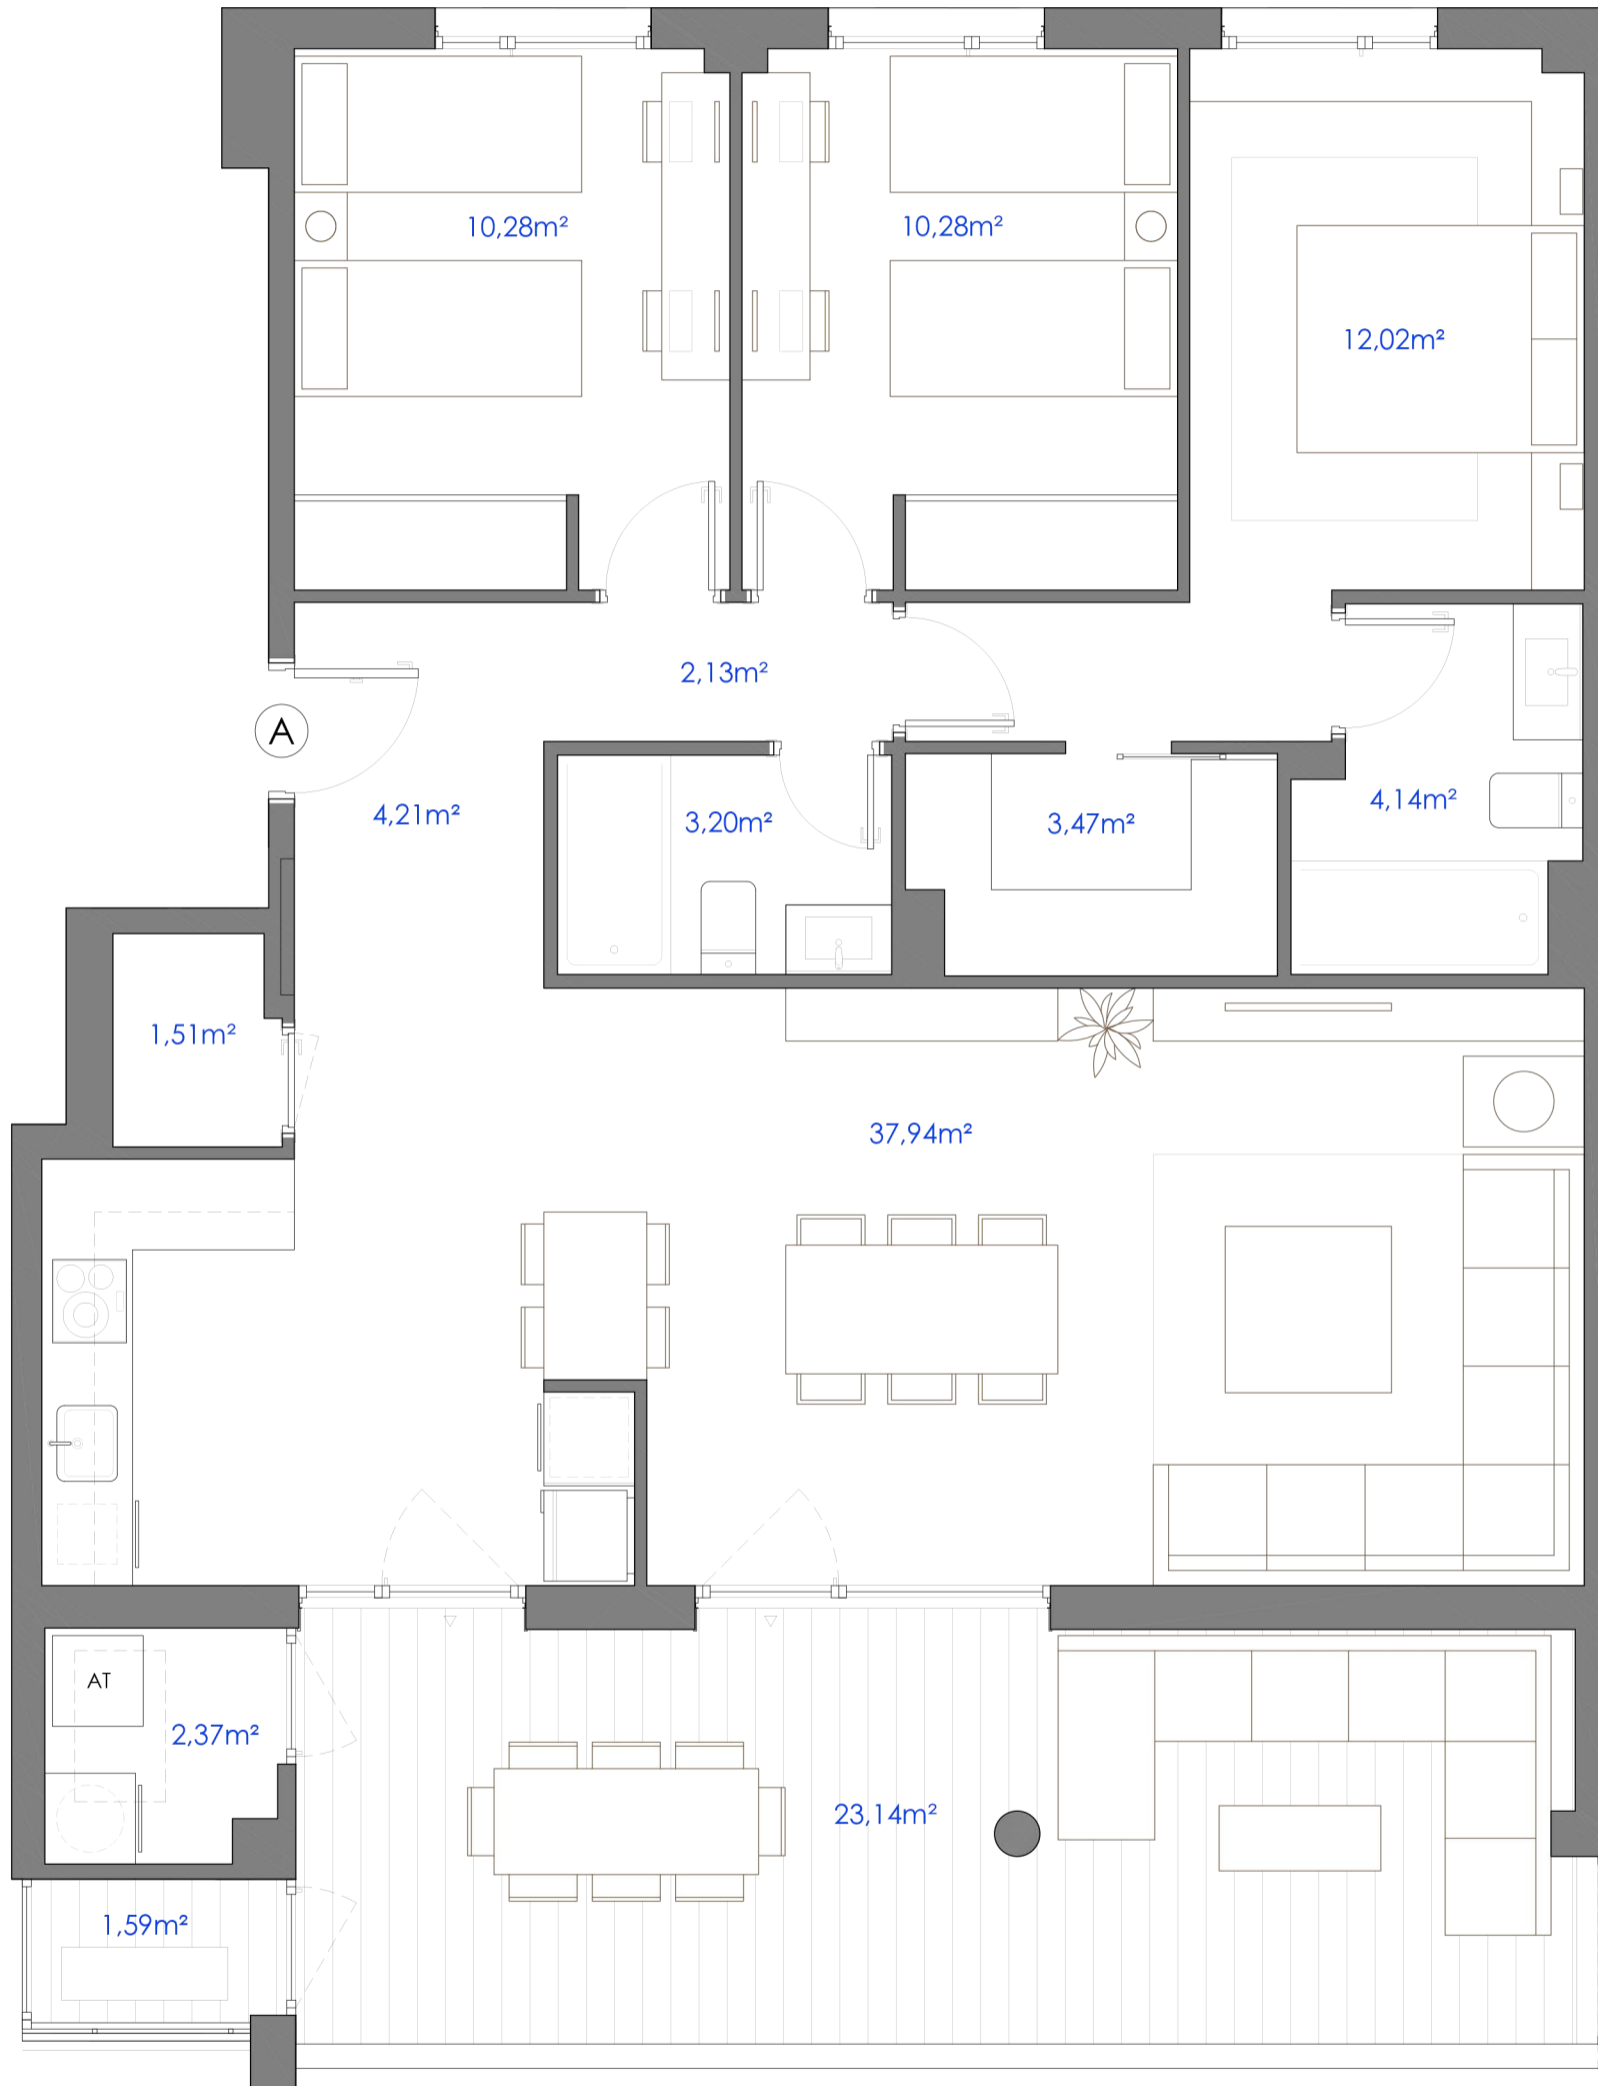 10,28m²
10,28m²
12,02m²
2,13m²
A
4,21m²
3,20m²
3,47m²
4,14m²
1,51m²
37,94m²
AT
2,37m²
23,14m²
1,59m²